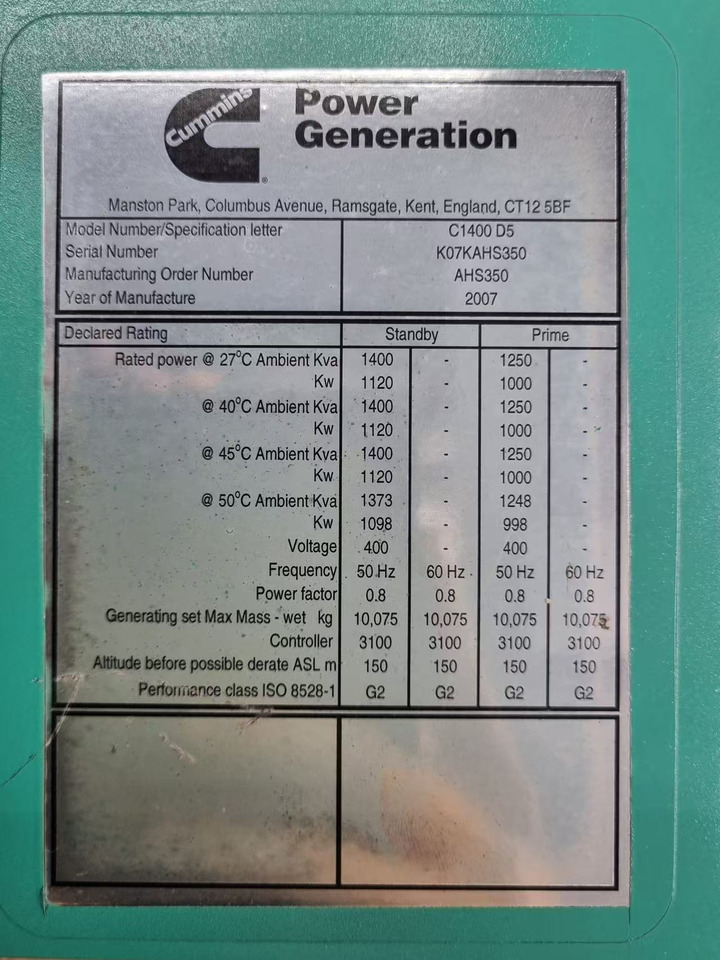 Cummins
Power
Generation
®
Manston Park, Columbus Avenue, Ramsgate, Kent, England, CT12 5BF
Model Number/Specification letter C1400 D5
Serial Number K07KAHS350
Manufacturing Order Number AHS350
Year of Manufacture 2007
Declared Rating Standby Prime
Rated power @ 27°C Ambient Kva 1400 - 1250 -
Kw 1120 - 1000 -
@ 40°C Ambient Kva 1400 - 1250 -
Kw 1120 - 1000 -
@ 45°C Ambient Kva 1400 - 1250 -
Kw 1120 - 1000 -
@ 50°C Ambient Kva 1373 - 1248 -
Kw 1098 - 998 -
Voltage 400 - 400 -
Frequency 50 Hz 60 Hz 50 Hz 60 Hz
Power factor 0.8 0.8 0.8 0.8
Generating set Max Mass - wet kg 10,075 10,075 10,075 10,075
Controller 3100 3100 3100 3100
Altitude before possible derate ASL m 150 150 150 150
Performance class ISO 8528-1 G2 G2 G2 G2